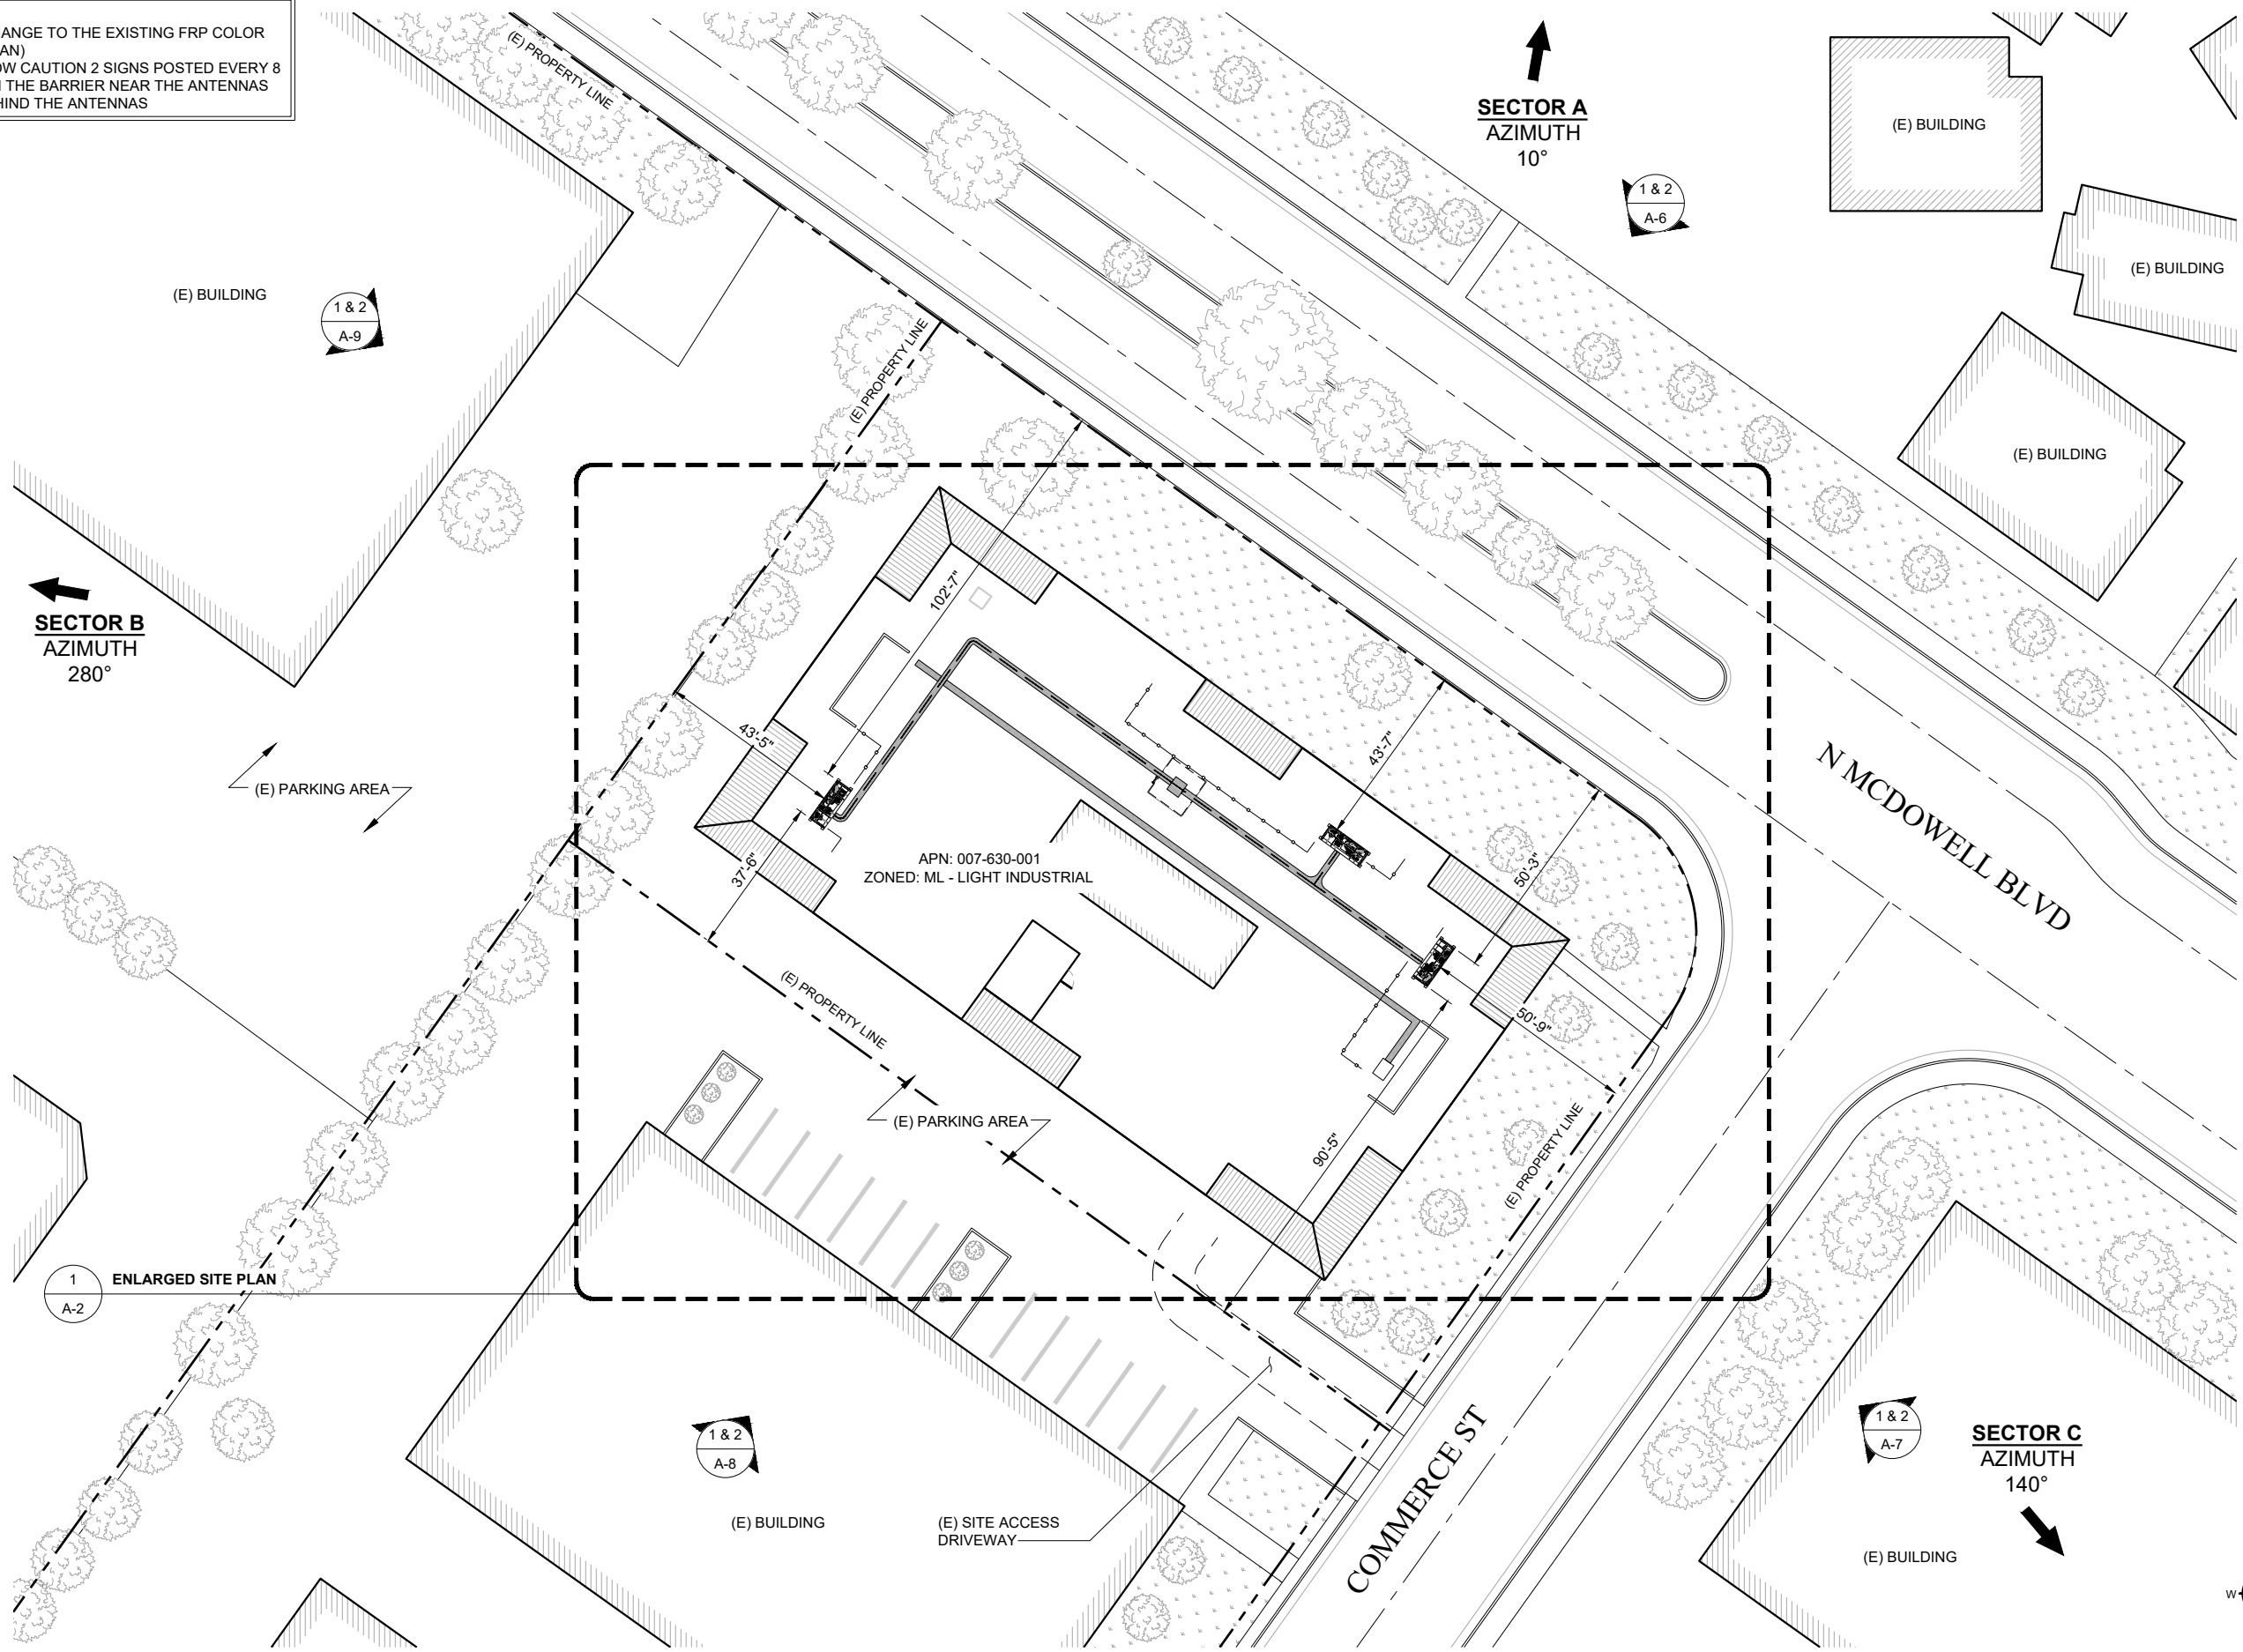 ANGE TO THE EXISTING FRP COLOR
AN)
OW CAUTION 2 SIGNS POSTED EVERY 8
THE BARRIER NEAR THE ANTENNAS
HIND THE ANTENNAS
(E) PROPERTY LINE
SECTOR A
AZIMUTH
10°
1 & 2
A-6
(E) BUILDING
(E) BUILDING
(E) BUILDING
(E) BUILDING
1 & 2
A-9
(E) PROPERTY LINE
SECTOR B
AZIMUTH
280°
(E) PARKING AREA
102'-7"
43'-5"
37'-6"
43'-7"
50'-3"
50'-9"
90'-5"
APN: 007-630-001
ZONED: ML - LIGHT INDUSTRIAL
N MCDOWELL BLVD
(E) PROPERTY LINE
(E) PARKING AREA
(E) PROPERTY LINE
1
A-2
ENLARGED SITE PLAN
1 & 2
A-8
(E) BUILDING
(E) SITE ACCESS
DRIVEWAY
COMMERCE ST
1 & 2
A-7
SECTOR C
AZIMUTH
140°
(E) BUILDING
W